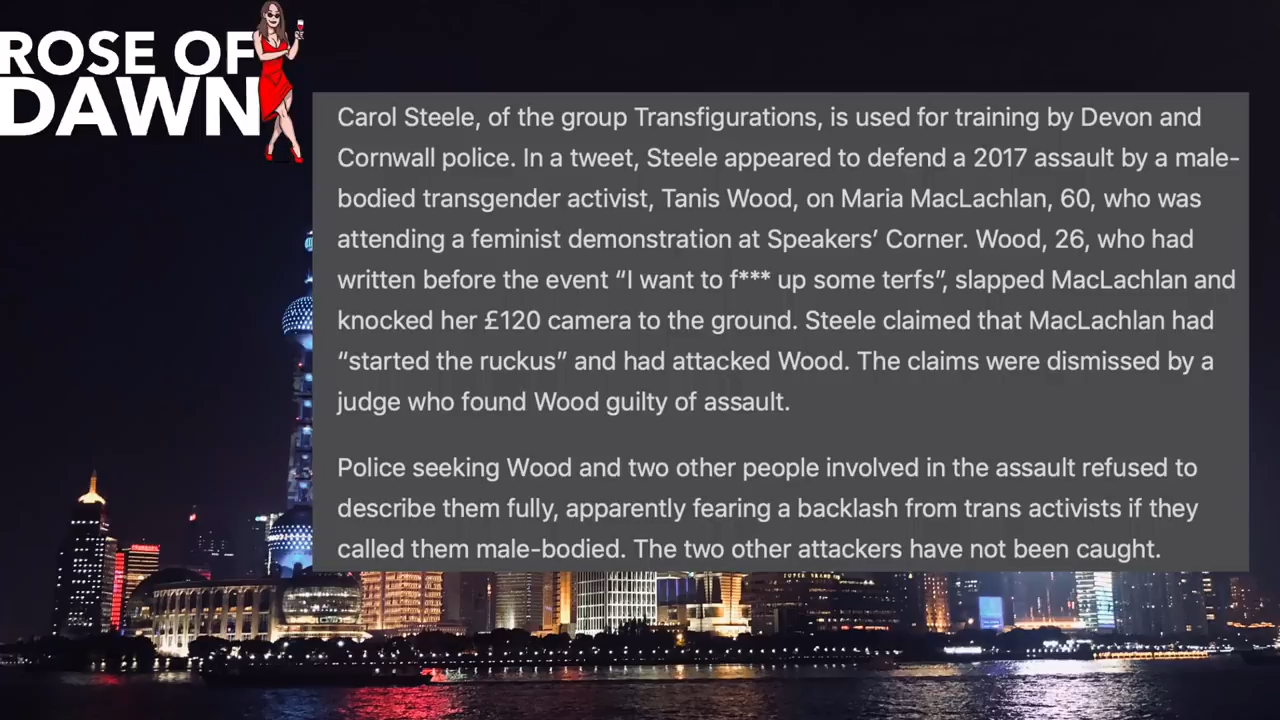 ROSE OF
DAWN
Carol Steele, of the group Transfigurations, is used for training by Devon and
Cornwall police. In a tweet, Steele appeared to defend a 2017 assault by a male-
bodied transgender activist, Tanis Wood, on Maria MacLachlan, 60, who was
attending a feminist demonstration at Speakers’ Corner. Wood, 26, who had
written before the event “I want to f*** up some terfs”, slapped MacLachlan and
knocked her £120 camera to the ground. Steele claimed that MacLachlan had
“started the ruckus” and had attacked Wood. The claims were dismissed by a
judge who found Wood guilty of assault.
Police seeking Wood and two other people involved in the assault refused to
describe them fully, apparently fearing a backlash from trans activists if they
called them male-bodied. The two other attackers have not been caught.